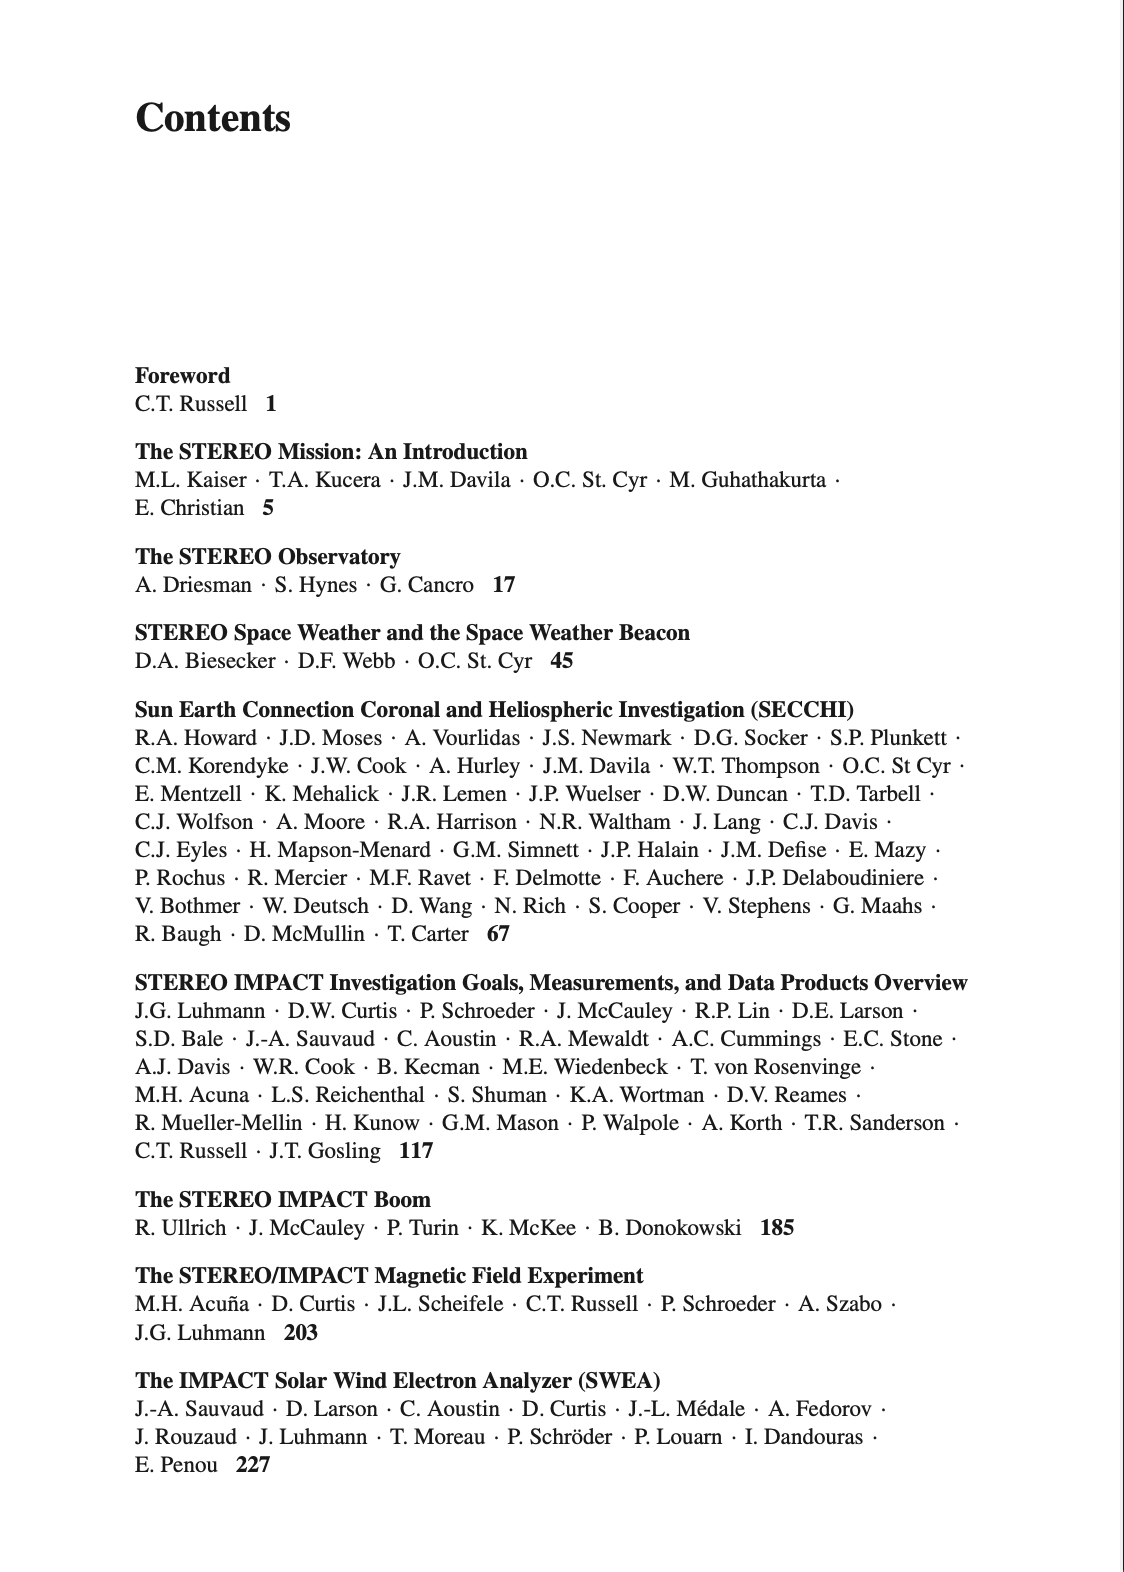 Contents
Foreword
C.T. Russell 1
The STEREO Mission: An Introduction
M.L. Kaiser · T.A. Kucera · J.M. Davila · O.C. St. Cyr · M. Guhathakurta ·
E. Christian 5
The STEREO Observatory
A. Driesman · S. Hynes · G. Cancro 17
STEREO Space Weather and the Space Weather Beacon
D.A. Biesecker · D.F. Webb · O.C. St. Cyr 45
Sun Earth Connection Coronal and Heliospheric Investigation (SECCHI)
R.A. Howard · J.D. Moses · A. Vourlidas · J.S. Newmark · D.G. Socker · S.P. Plunkett ·
C.M. Korendyke · J.W. Cook · A. Hurley · J.M. Davila · W.T. Thompson · O.C. St Cyr ·
E. Mentzell · K. Mehalick · J.R. Lemen · J.P. Wuelser · D.W. Duncan · T.D. Tarbell ·
C.J. Wolfson · A. Moore · R.A. Harrison · N.R. Waltham · J. Lang · C.J. Davis ·
C.J. Eyles · H. Mapson-Menard · G.M. Simnett · J.P. Halain · J.M. Defise · E. Mazy ·
P. Rochus · R. Mercier · M.F. Ravet · F. Delmotte · F. Auchere · J.P. Delaboudiniere ·
V. Bothmer · W. Deutsch · D. Wang · N. Rich · S. Cooper · V. Stephens · G. Maahs ·
R. Baugh · D. McMullin · T. Carter 67
STEREO IMPACT Investigation Goals, Measurements, and Data Products Overview
J.G. Luhmann · D.W. Curtis · P. Schroeder · J. McCauley · R.P. Lin · D.E. Larson ·
S.D. Bale · J.-A. Sauvaud · C. Aoustin · R.A. Mewaldt · A.C. Cummings · E.C. Stone ·
A.J. Davis · W.R. Cook · B. Kecman · M.E. Wiedenbeck · T. von Rosenvinge ·
M.H. Acuna · L.S. Reichenthal · S. Shuman · K.A. Wortman · D.V. Reames ·
R. Mueller-Mellin · H. Kunow · G.M. Mason · P. Walpole · A. Korth · T.R. Sanderson ·
C.T. Russell · J.T. Gosling 117
The STEREO IMPACT Boom
R. Ullrich · J. McCauley · P. Turin · K. McKee · B. Donokowski 185
The STEREO/IMPACT Magnetic Field Experiment
M.H. Acuña · D. Curtis · J.L. Scheifele · C.T. Russell · P. Schroeder · A. Szabo ·
J.G. Luhmann 203
The IMPACT Solar Wind Electron Analyzer (SWEA)
J.-A. Sauvaud · D. Larson · C. Aoustin · D. Curtis · J.-L. Médale · A. Fedorov ·
J. Rouzaud · J. Luhmann · T. Moreau · P. Schröder · P. Louarn · I. Dandouras ·
E. Penou 227